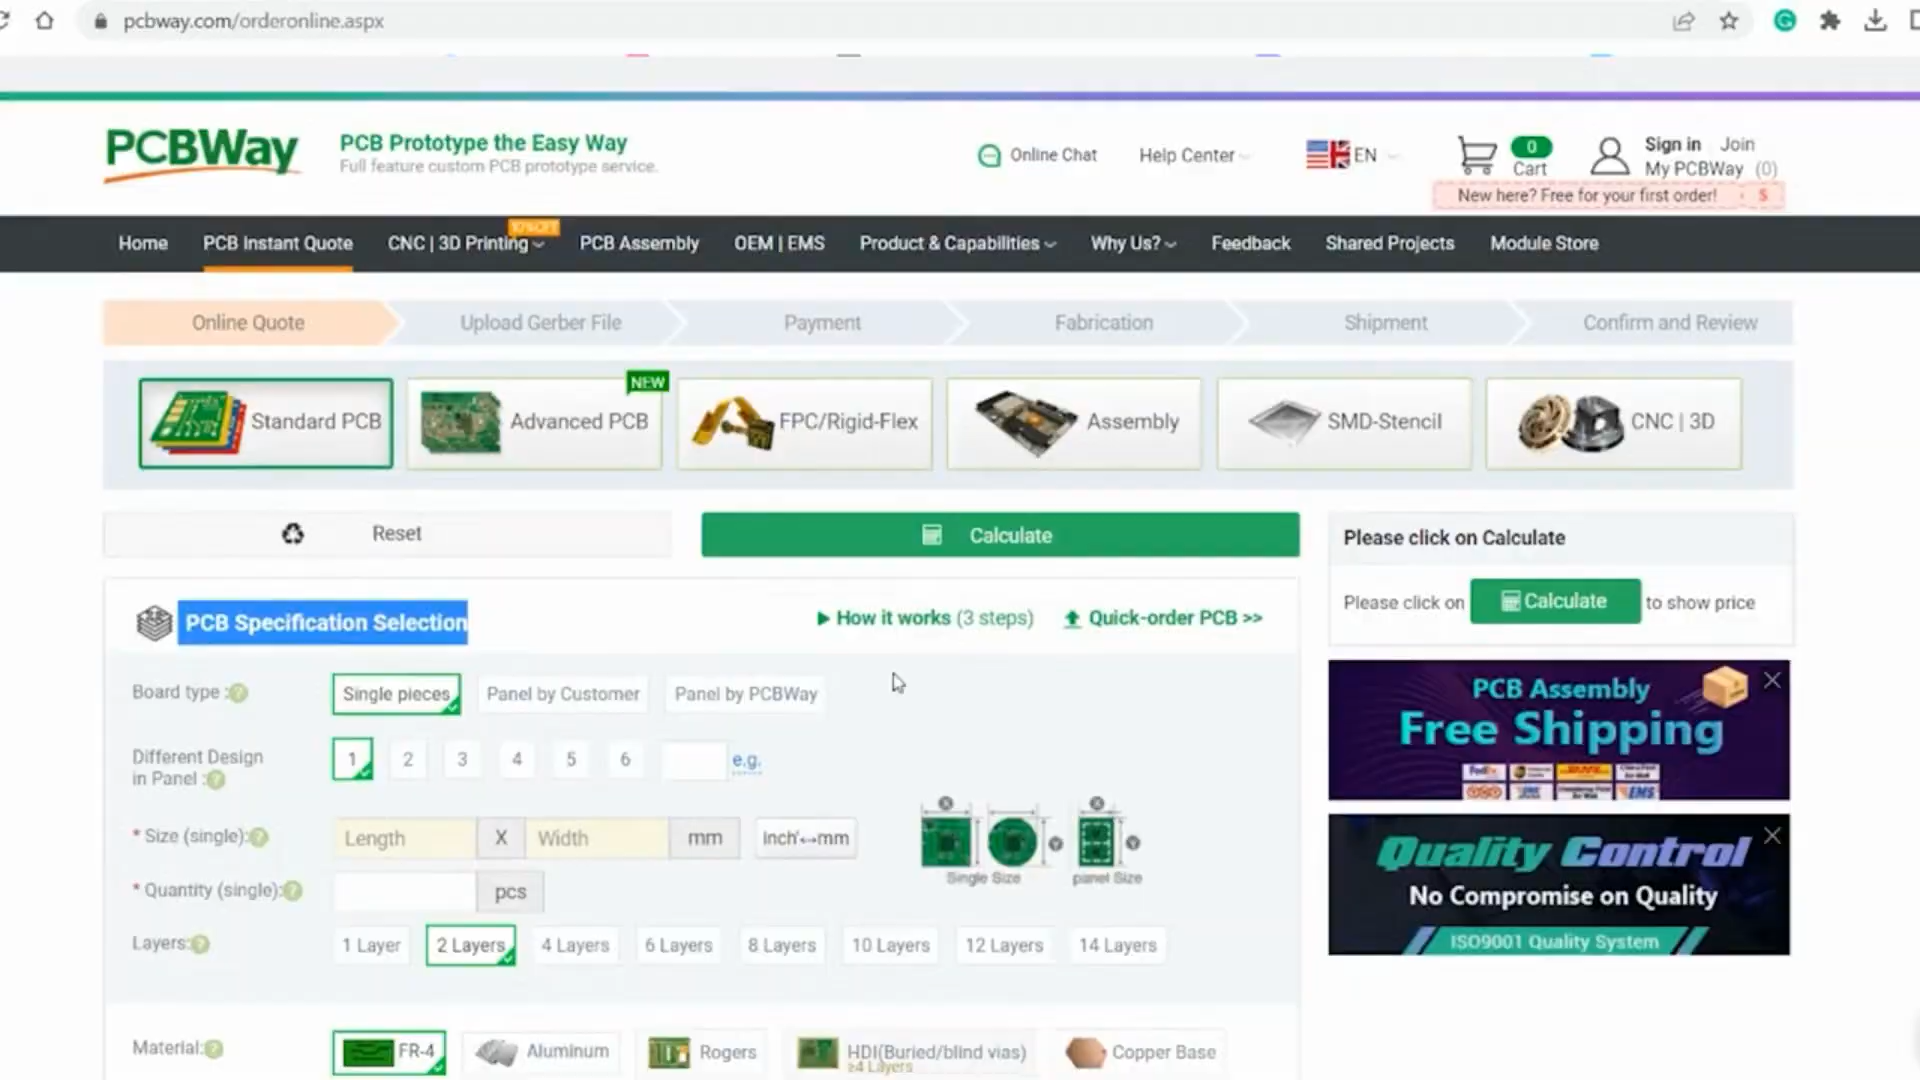 pcbway.com/orderonline.aspx
PCBWay
PCB Prototype the Easy Way
Full feature custom PCB prototype service.
Online Chat
Help Center
EN
0
Cart
Sign in Join
My PCBWay (0)
New here? Free for your first order! $
Home
PCB Instant Quote
CNC | 3D Printing
PCB Assembly
OEM | EMS
Product & Capabilities
Why Us?
Feedback
Shared Projects
Module Store
Online Quote
Upload Gerber File
Payment
Fabrication
Shipment
Confirm and Review
Standard PCB
NEW
Advanced PCB
FPC/Rigid-Flex
Assembly
SMD-Stencil
CNC | 3D
Reset
Calculate
Please click on Calculate
Please click on Calculate to show price
PCB Specification Selection
How it works (3 steps)
Quick-order PCB >>
Board type :?
Single pieces
Panel by Customer
Panel by PCBWay
Different Design
in Panel :?
1 2 3 4 5 6 e.g.
* Size (single):?
Length X Width mm inch↔mm
* Quantity (single):?
pcs
Single Size
panel Size
Layers:?
1 Layer
2 Layers
4 Layers
6 Layers
8 Layers
10 Layers
12 Layers
14 Layers
Material:?
FR-4
Aluminum
Rogers
HDI(Buried/blind vias)
≥4 Layers
Copper Base
PCB Assembly
Free Shipping
FedEx
DHL
EMS
Quality Control
No Compromise on Quality
ISO9001 Quality System